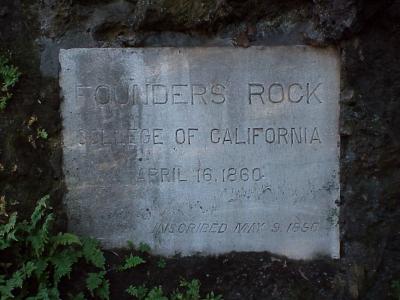 FOUNDERS ROCK
COLLEGE OF CALIFORNIA
APRIL 16, 1860.
INSCRIBED MAY 9, 1896.